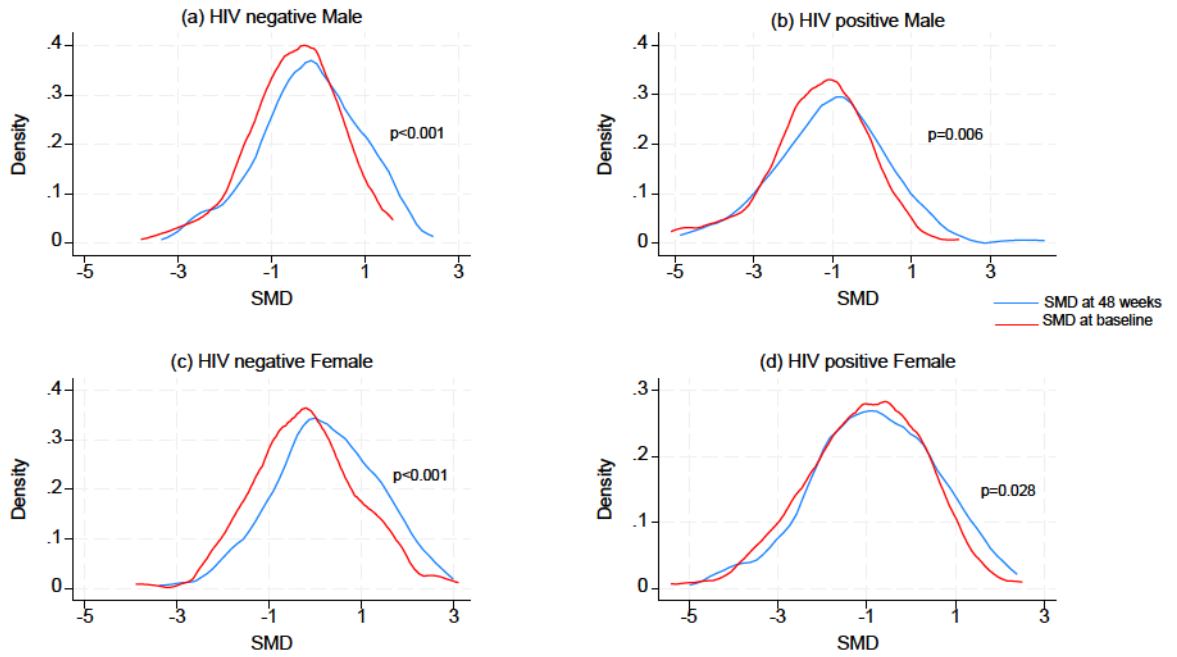 (a) HIV negative Male
.4
.3
.2
.1
0
Density
p<0.001
-5 -3 -1 1 3
SMD
(b) HIV positive Male
.4
.3
.2
.1
0
Density
p=0.006
-5 -3 -1 1 3
SMD
SMD at 48 weeks
SMD at baseline
(c) HIV negative Female
.4
.3
.2
.1
0
Density
p<0.001
-5 -3 -1 1 3
SMD
(d) HIV positive Female
.3
.2
.1
0
Density
p=0.028
-5 -3 -1 1 3
SMD